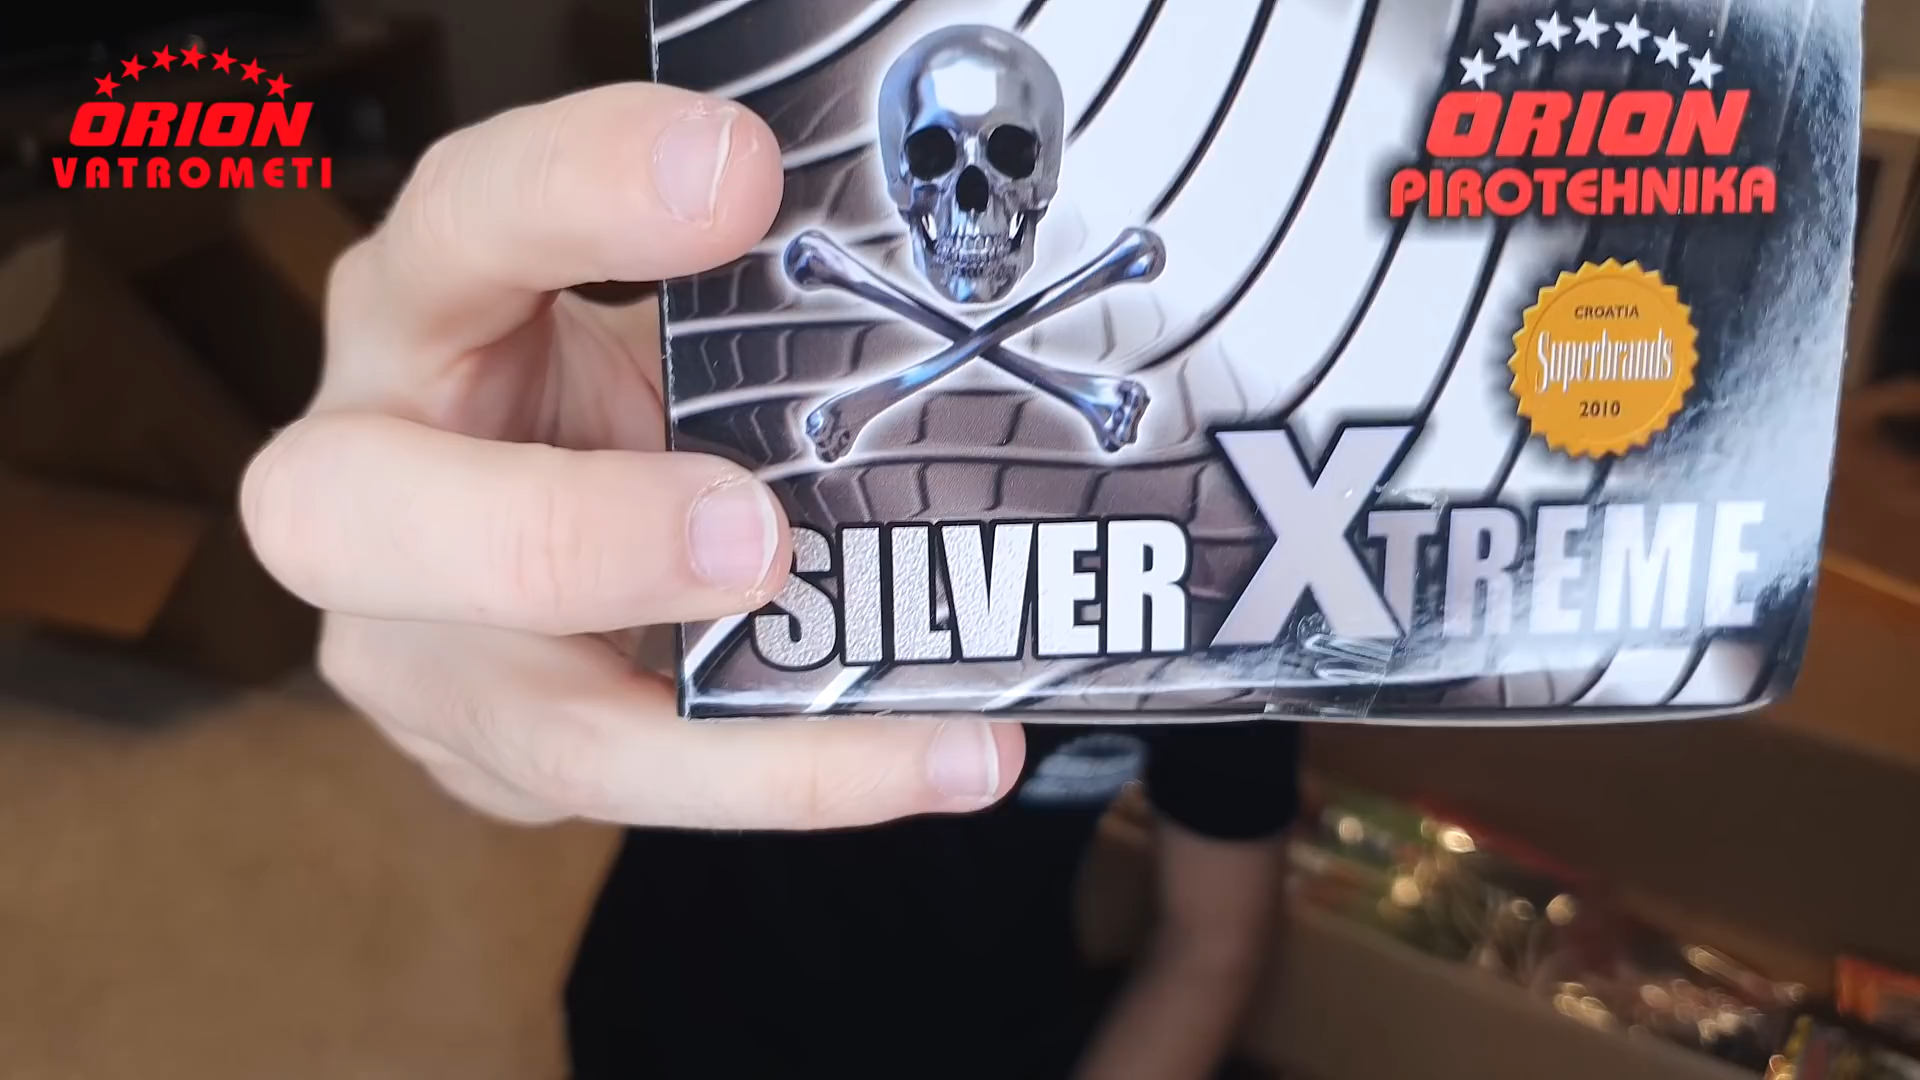 ORION
VATROMETI
ORION
PIROTEHNIKA
CROATIA
Superbrands
2010
SILVER XTREME